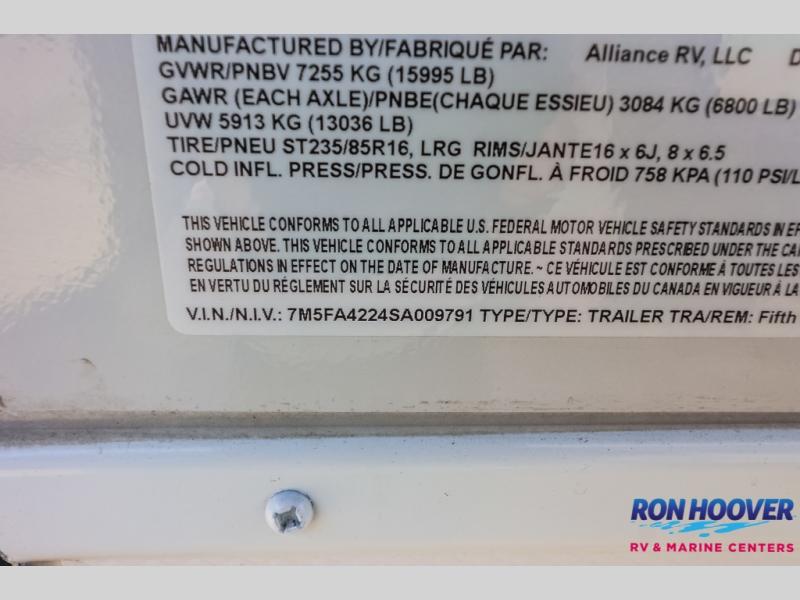 MANUFACTURED BY/FABRIQUÉ PAR: Alliance RV, LLC D
GVWR/PNBV 7255 KG (15995 LB)
GAWR (EACH AXLE)/PNBE(CHAQUE ESSIEU) 3084 KG (6800 LB)
UVW 5913 KG (13036 LB)
TIRE/PNEU ST235/85R16, LRG RIMS/JANTE16 x 6J, 8 x 6.5
COLD INFL. PRESS/PRESS. DE GONFL. À FROID 758 KPA (110 PSI/L
THIS VEHICLE CONFORMS TO ALL APPLICABLE U.S. FEDERAL MOTOR VEHICLE SAFETY STANDARDS IN EF
SHOWN ABOVE. THIS VEHICLE CONFORMS TO ALL APPLICABLE STANDARDS PRESCRIBED UNDER THE CA
REGULATIONS IN EFFECT ON THE DATE OF MANUFACTURE. ~ CE VÉHICULE EST CONFORME À TOUTES LES
EN VERTU DU RÉGLEMENT SUR LA SÉCURITÉ DES VÉHICULES AUTOMOBILES DU CANADA EN VIGUEUR À LA
V.I.N./N.I.V.: 7M5FA4224SA009791 TYPE/TYPE: TRAILER TRA/REM: Fifth
RON HOOVER
RV & MARINE CENTERS